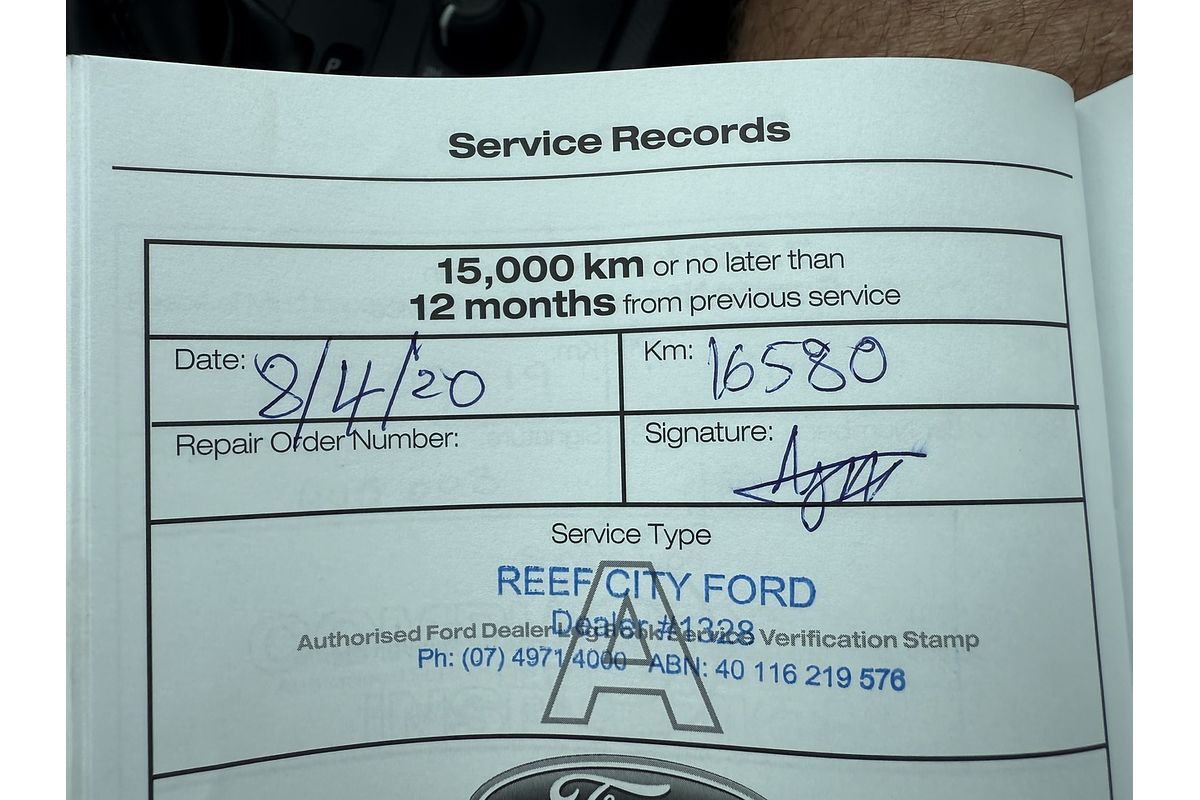 P
Service Records
15,000 km or no later than
12 months from previous service
Date: 8/4/20
Km: 16580
Repair Order Number:
Signature:
Service Type
A
REEF CITY FORD
Dealer #1328
Authorised Ford Dealer Log Book Service Verification Stamp
Ph: (07) 4971 4000 ABN: 40 116 219 576